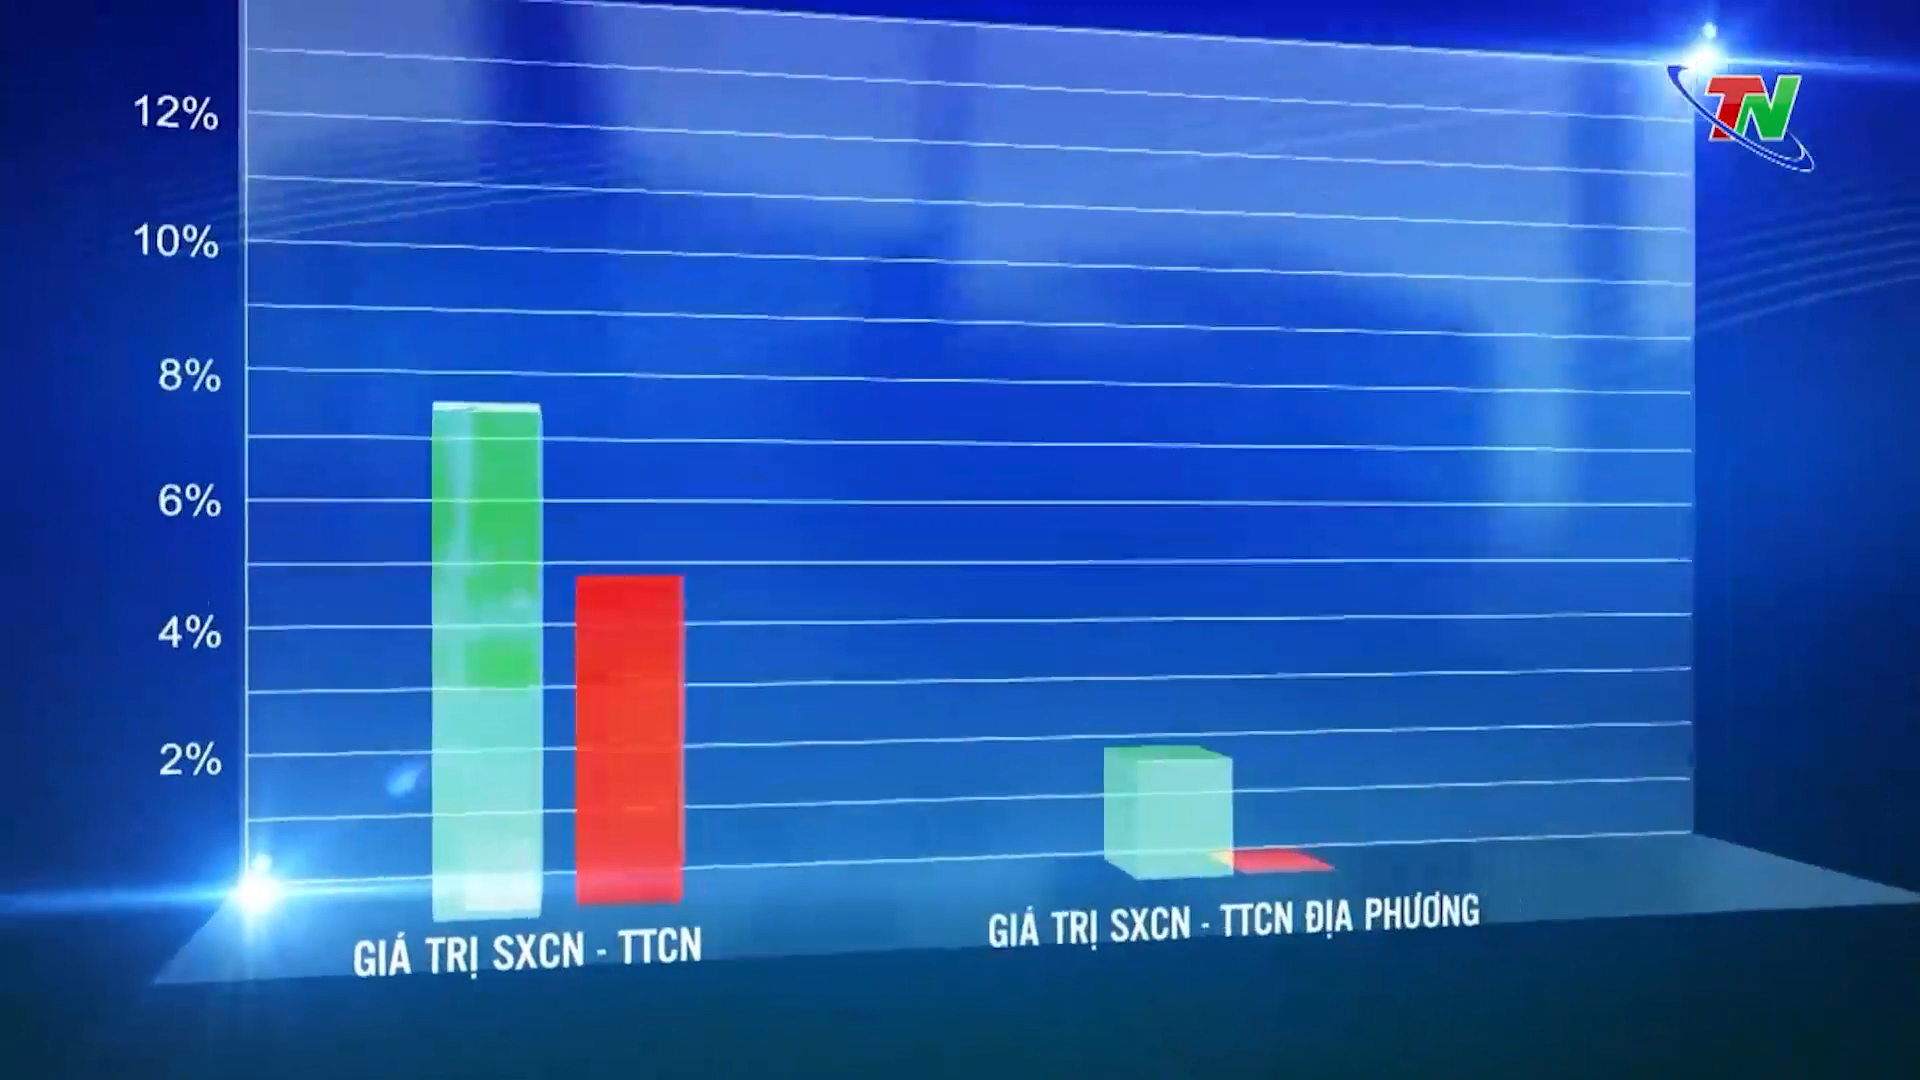 TN
12%
10%
8%
6%
4%
2%
GIÁ TRỊ SXCN - TTCN
GIÁ TRỊ SXCN - TTCN ĐỊA PHƯƠNG